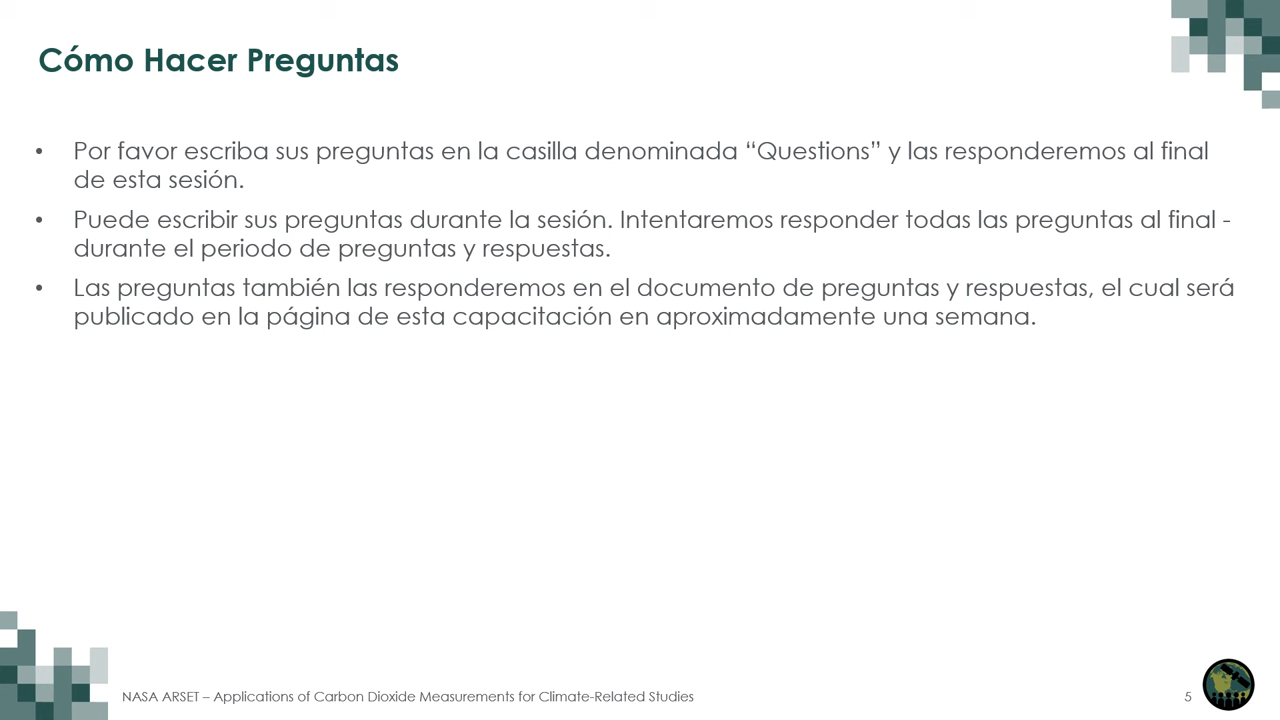 Cómo Hacer Preguntas
• Por favor escriba sus preguntas en la casilla denominada “Questions” y las responderemos al final
de esta sesión.
• Puede escribir sus preguntas durante la sesión. Intentaremos responder todas las preguntas al final -
durante el periodo de preguntas y respuestas.
• Las preguntas también las responderemos en el documento de preguntas y respuestas, el cual será
publicado en la página de esta capacitación en aproximadamente una semana.
NASA ARSET – Applications of Carbon Dioxide Measurements for Climate-Related Studies
5